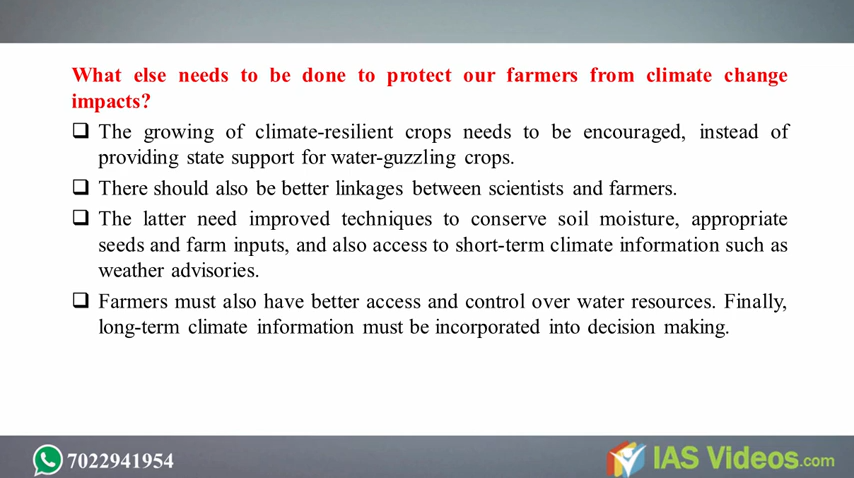 What else needs to be done to protect our farmers from climate change
impacts?
The growing of climate-resilient crops needs to be encouraged, instead of
providing state support for water-guzzling crops.
There should also be better linkages between scientists and farmers.
The latter need improved techniques to conserve soil moisture, appropriate
seeds and farm inputs, and also access to short-term climate information such as
weather advisories.
Farmers must also have better access and control over water resources. Finally,
long-term climate information must be incorporated into decision making.
7022941954
IAS Videos.com